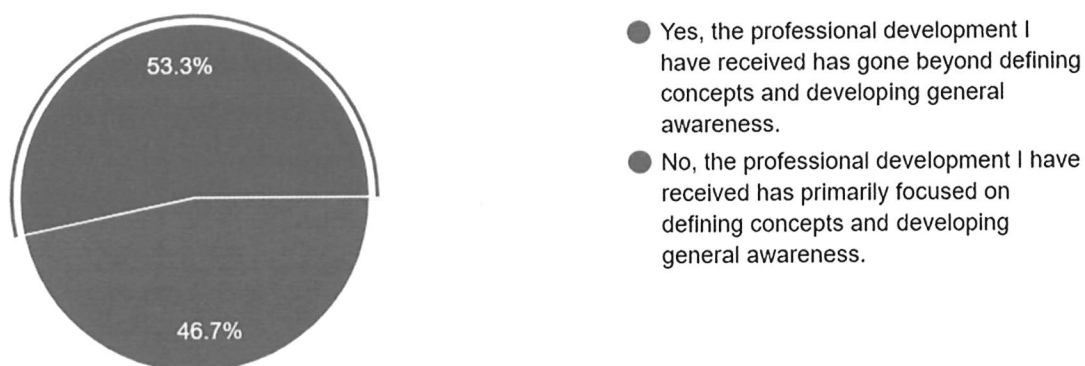 53.3%
46.7%
Yes, the professional development I
have received has gone beyond defining
concepts and developing general
awareness.
No, the professional development I have
received has primarily focused on
defining concepts and developing
general awareness.